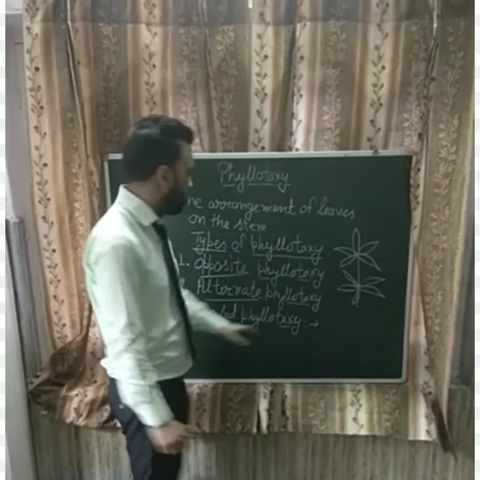 Phyllotaxy
arrangement of leaves
on the stem
Types of phyllotaxy
1. Opposite phyllotaxy
Alternate phyllotaxy
phyllotaxy →